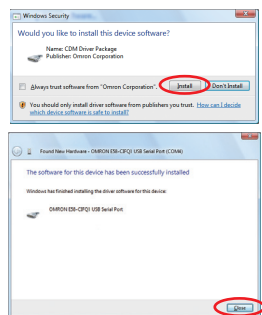 Windows Security
Would you like to install this device software?
Name: CDM Driver Package
Publisher: Omron Corporation
Always trust software from "Omron Corporation".
Install
Don't Install
You should only install driver software from publishers you trust. How can I decide
which device software is safe to install?
Found New Hardware - OMRON E58-CIFQ1 USB Serial Port (COM6)
The software for this device has been successfully installed
Windows has finished installing the driver software for this device:
OMRON E58-CIFQ1 USB Serial Port
Close